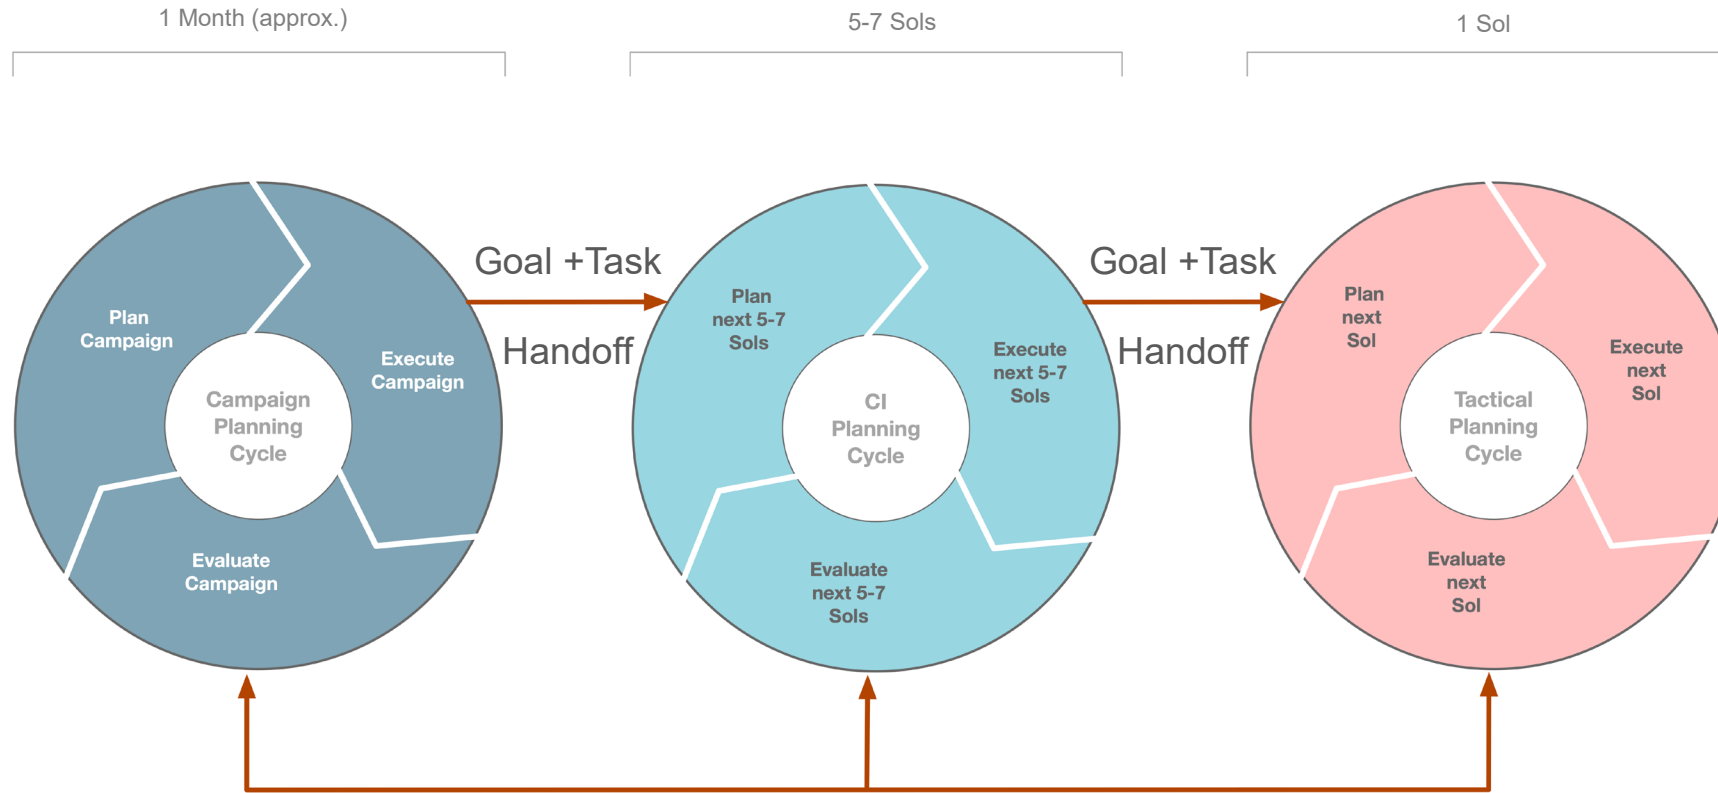 1 Month (approx.)
5-7 Sols
1 Sol
Plan
Campaign
Execute
Campaign
Evaluate
Campaign
Campaign
Planning
Cycle
Goal +Task
Handoff
Plan
next 5-7
Sols
Execute
next 5-7
Sols
Evaluate
next 5-7
Sols
CI
Planning
Cycle
Goal +Task
Handoff
Plan
next
Sol
Execute
next
Sol
Evaluate
next
Sol
Tactical
Planning
Cycle